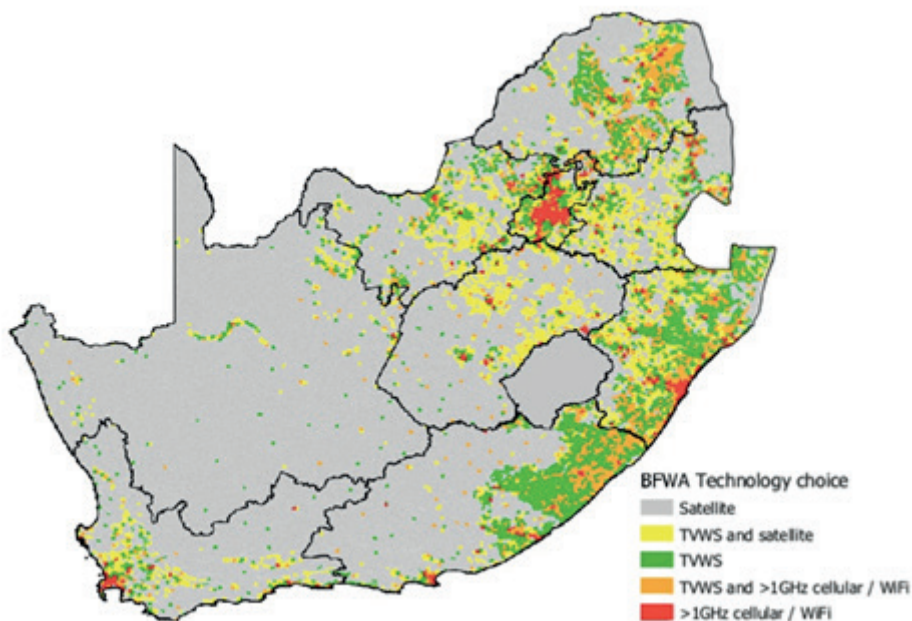 BFWA Technology choice
Satellite
TVWS and satellite
TVWS
TVWS and >1GHz cellular / WiFi
>1GHz cellular / WiFi